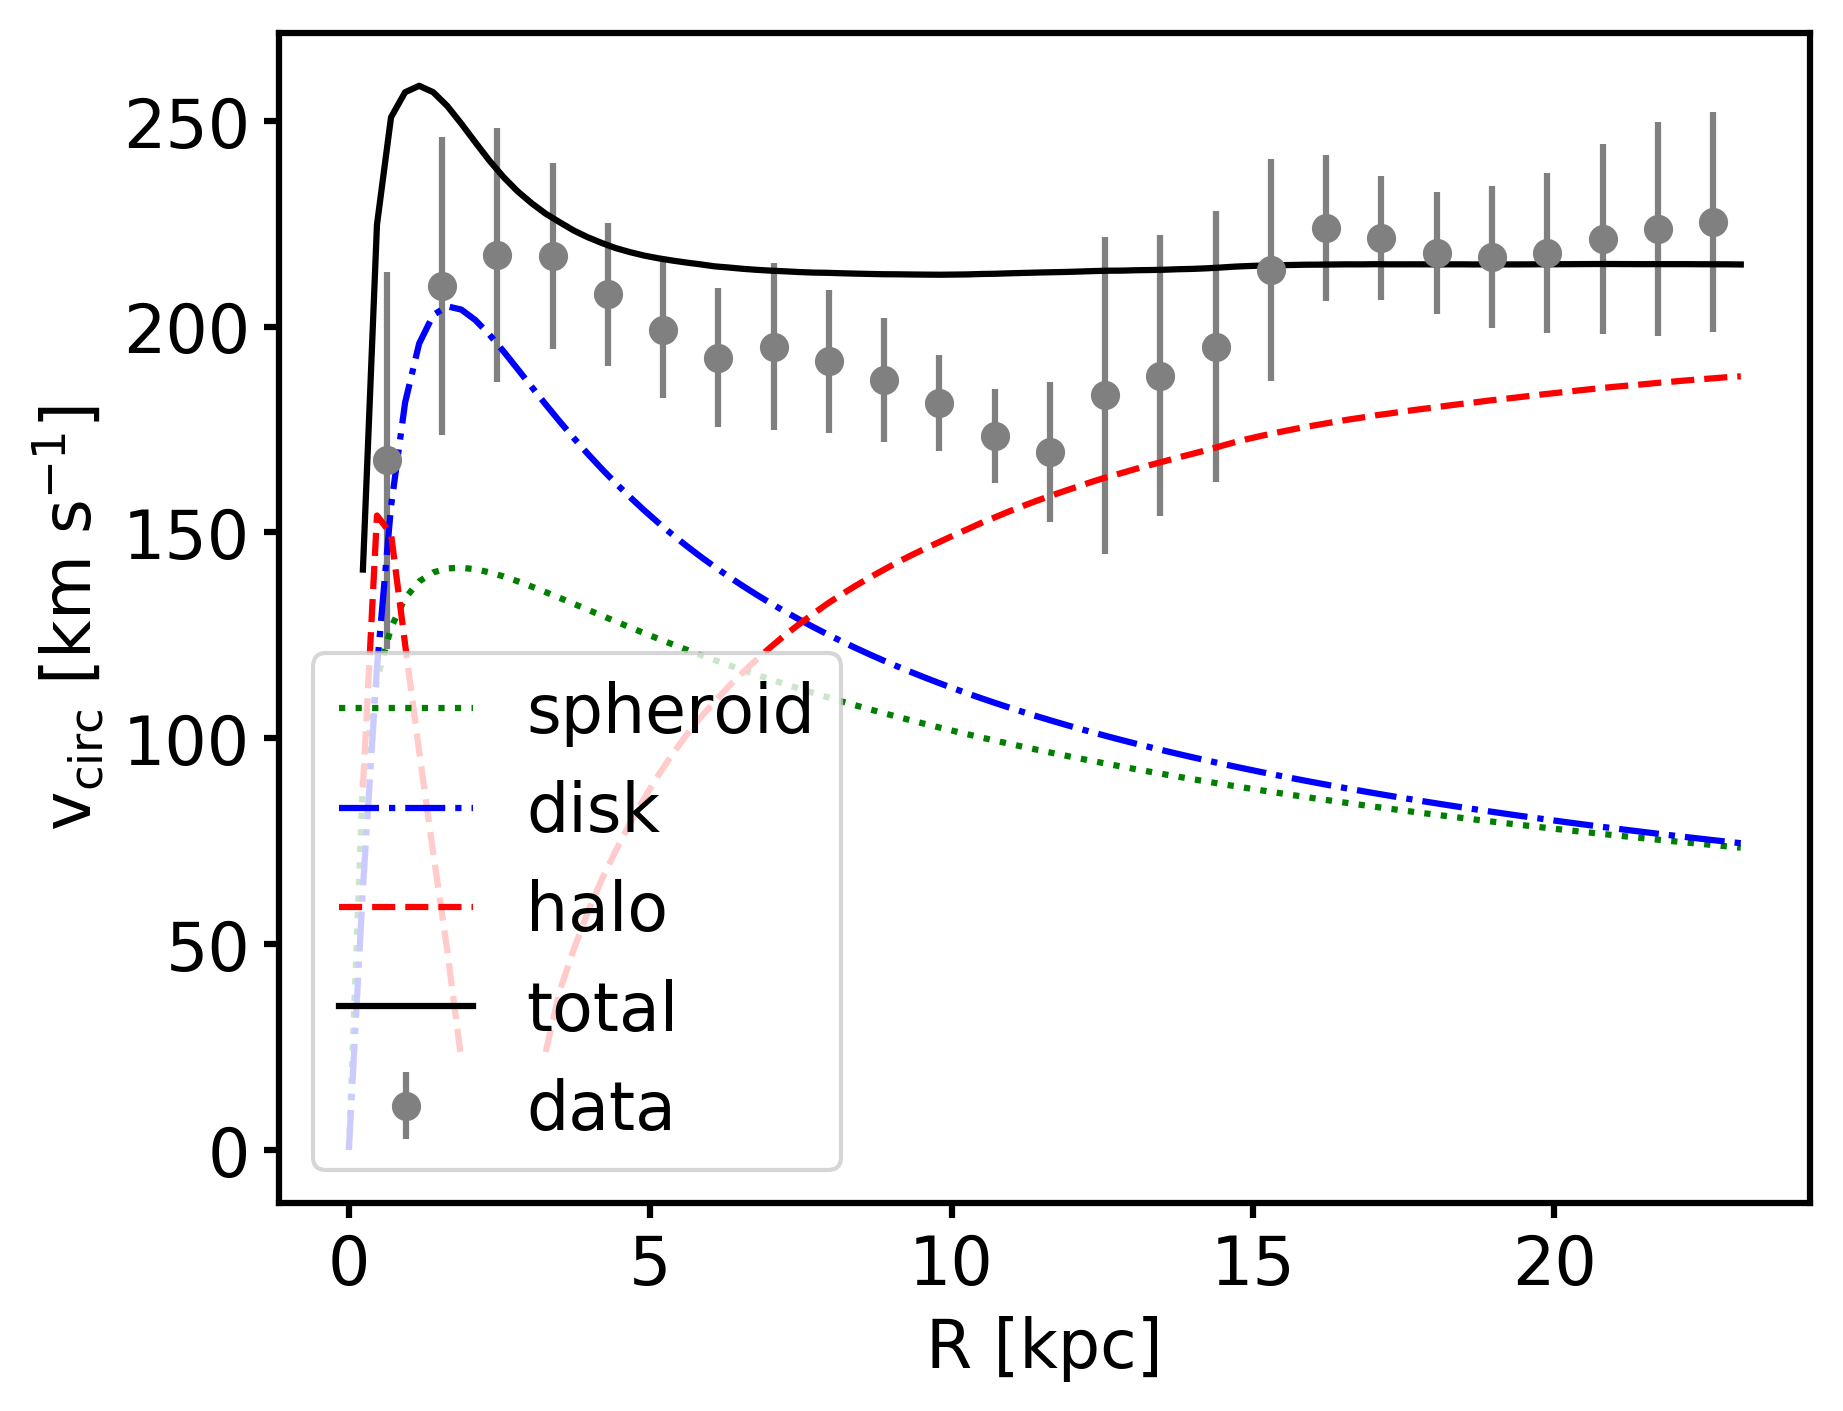 250
200
150
100
50
0
v_circ [km s⁻¹]
spheroid
disk
halo
total
data
0 5 10 15 20
R [kpc]